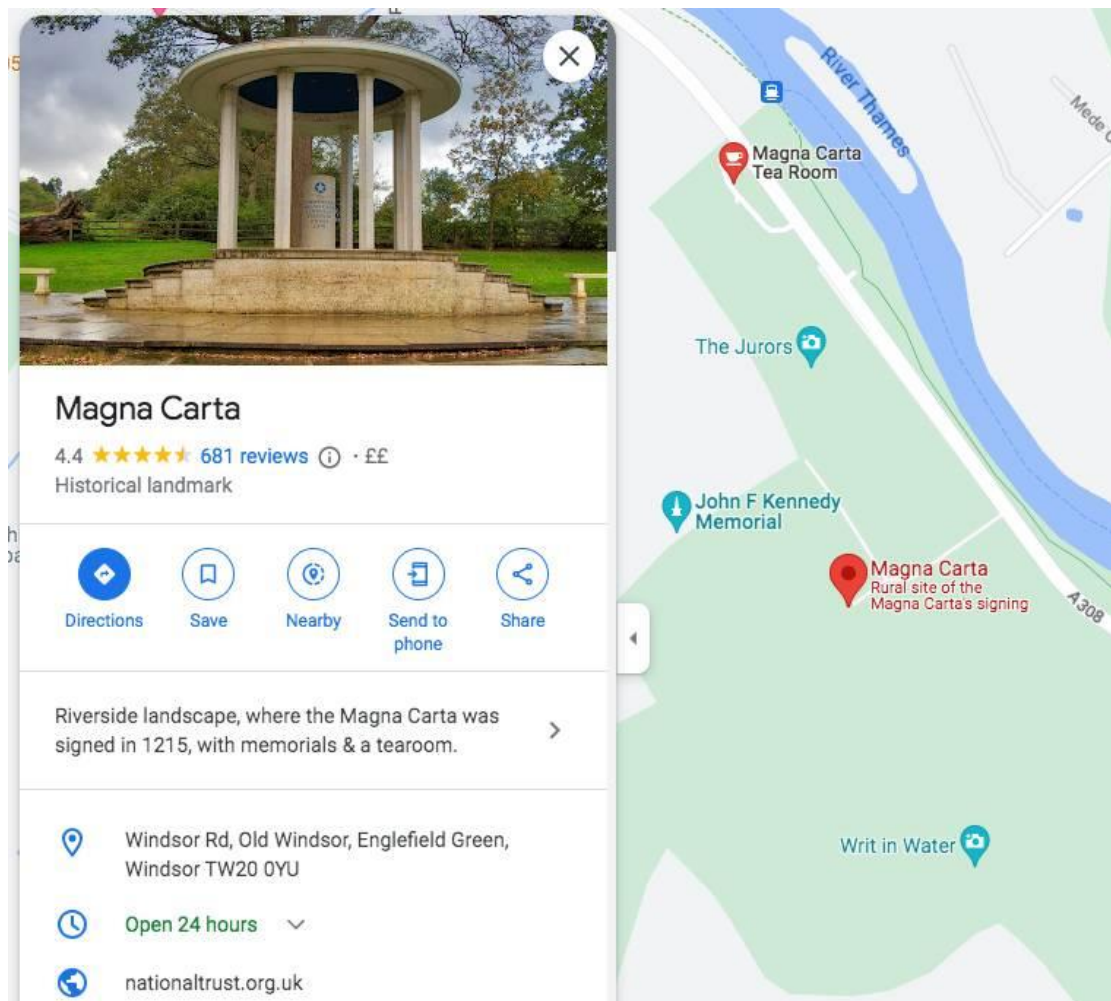 Magna Carta
4.4
681 reviews
· ££
Historical landmark
Directions
Save
Nearby
Send to
phone
Share
Riverside landscape, where the Magna Carta was
signed in 1215, with memorials & a tearoom.
Windsor Rd, Old Windsor, Englefield Green,
Windsor TW20 0YU
Open 24 hours
nationaltrust.org.uk
River Thames
Magna Carta
Tea Room
The Jurors
John F Kennedy
Memorial
Magna Carta
Rural site of the
Magna Carta's signing
A308
Writ in Water